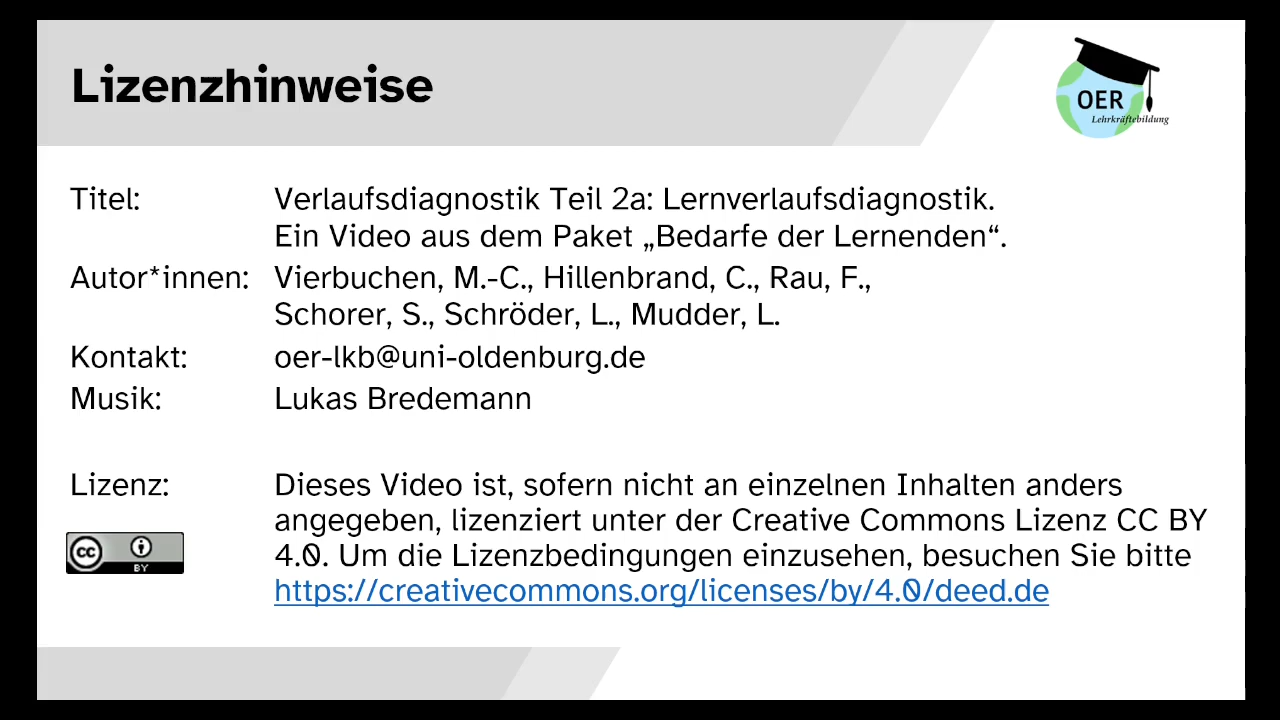 Lizenzhinweise
OER
Lehrkräftebildung
Titel: Verlaufsdiagnostik Teil 2a: Lernverlaufsdiagnostik.
Ein Video aus dem Paket „Bedarfe der Lernenden“.
Autor*innen: Vierbuchen, M.-C., Hillenbrand, C., Rau, F.,
Schorer, S., Schröder, L., Mudder, L.
Kontakt: oer-lkb@uni-oldenburg.de
Musik: Lukas Bredemann
Lizenz: Dieses Video ist, sofern nicht an einzelnen Inhalten anders
angegeben, lizenziert unter der Creative Commons Lizenz CC BY
4.0. Um die Lizenzbedingungen einzusehen, besuchen Sie bitte
https://creativecommons.org/licenses/by/4.0/deed.de
cc
BY